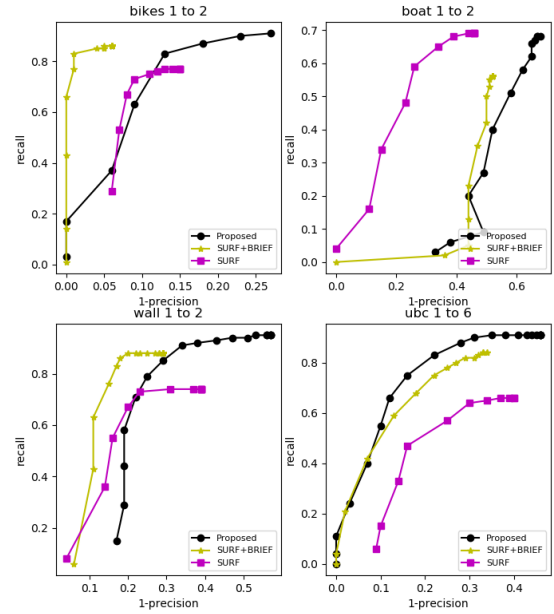 bikes 1 to 2
recall
0.8
0.6
0.4
0.2
0.0
0.00 0.05 0.10 0.15 0.20 0.25
1-precision
Proposed
SURF+BRIEF
SURF
boat 1 to 2
recall
0.7
0.6
0.5
0.4
0.3
0.2
0.1
0.0
0.0 0.2 0.4 0.6
1-precision
Proposed
SURF+BRIEF
SURF
wall 1 to 2
recall
0.8
0.6
0.4
0.2
0.1 0.2 0.3 0.4 0.5
1-precision
Proposed
SURF+BRIEF
SURF
ubc 1 to 6
recall
0.8
0.6
0.4
0.2
0.0
0.0 0.1 0.2 0.3 0.4
1-precision
Proposed
SURF+BRIEF
SURF